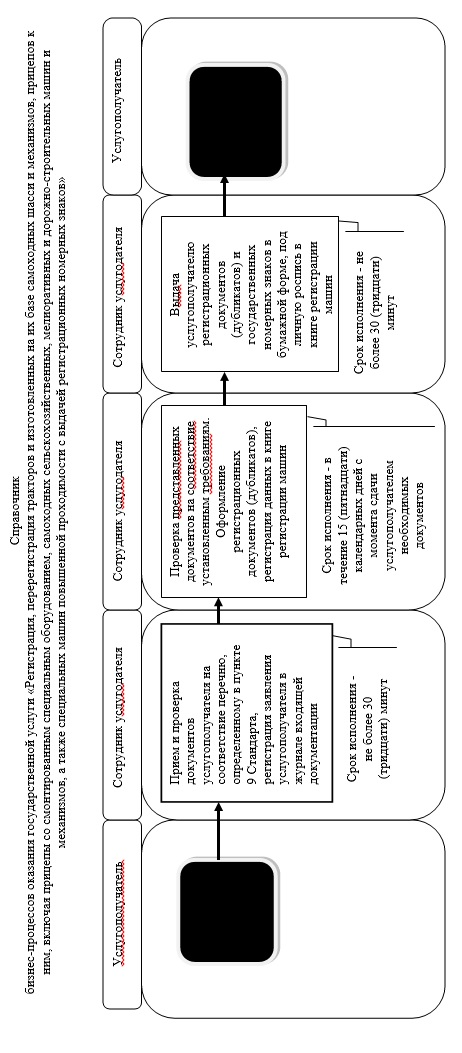 Справочник
бизнес-процессов оказания государственной услуги «Регистрация, перерегистрация тракторов и изготовленных на их базе самоходных шасси и механизмов, прицепов к
ним, включая прицепы со смонтированным специальным оборудованием, самоходных сельскохозяйственных, мелиоративных и дорожно-строительных машин и
механизмов, а также специальных машин повышенной проходимости с выдачей регистрационных номерных знаков»
Услугополучатель
Сотрудник услугодателя
Прием и проверка
документов
услугополучателя на
соответствие перечню,
определенному в пункте
9 Стандарта,
регистрация заявления
услугополучателя в
журнале входящей
документации
Срок исполнения -
не более 30
(тридцати) минут
Сотрудник услугодателя
Проверка представленных
документов на соответствие
установленным требованиям.
Оформление
регистрационных
документов (дубликатов),
регистрация данных в книге
регистрации машин
Срок исполнения - в
течение 15 (пятнадцати)
календарных дней с
момента сдачи
услугополучателем
необходимых
документов
Сотрудник услугодателя
Выдача
услугополучателю
регистрационных
документов
(дубликатов) и
государственных
номерных знаков в
бумажной форме, под
личную роспись в
книге регистрации
машин
Срок исполнения - не
более 30 (тридцати)
минут
Услугополучатель